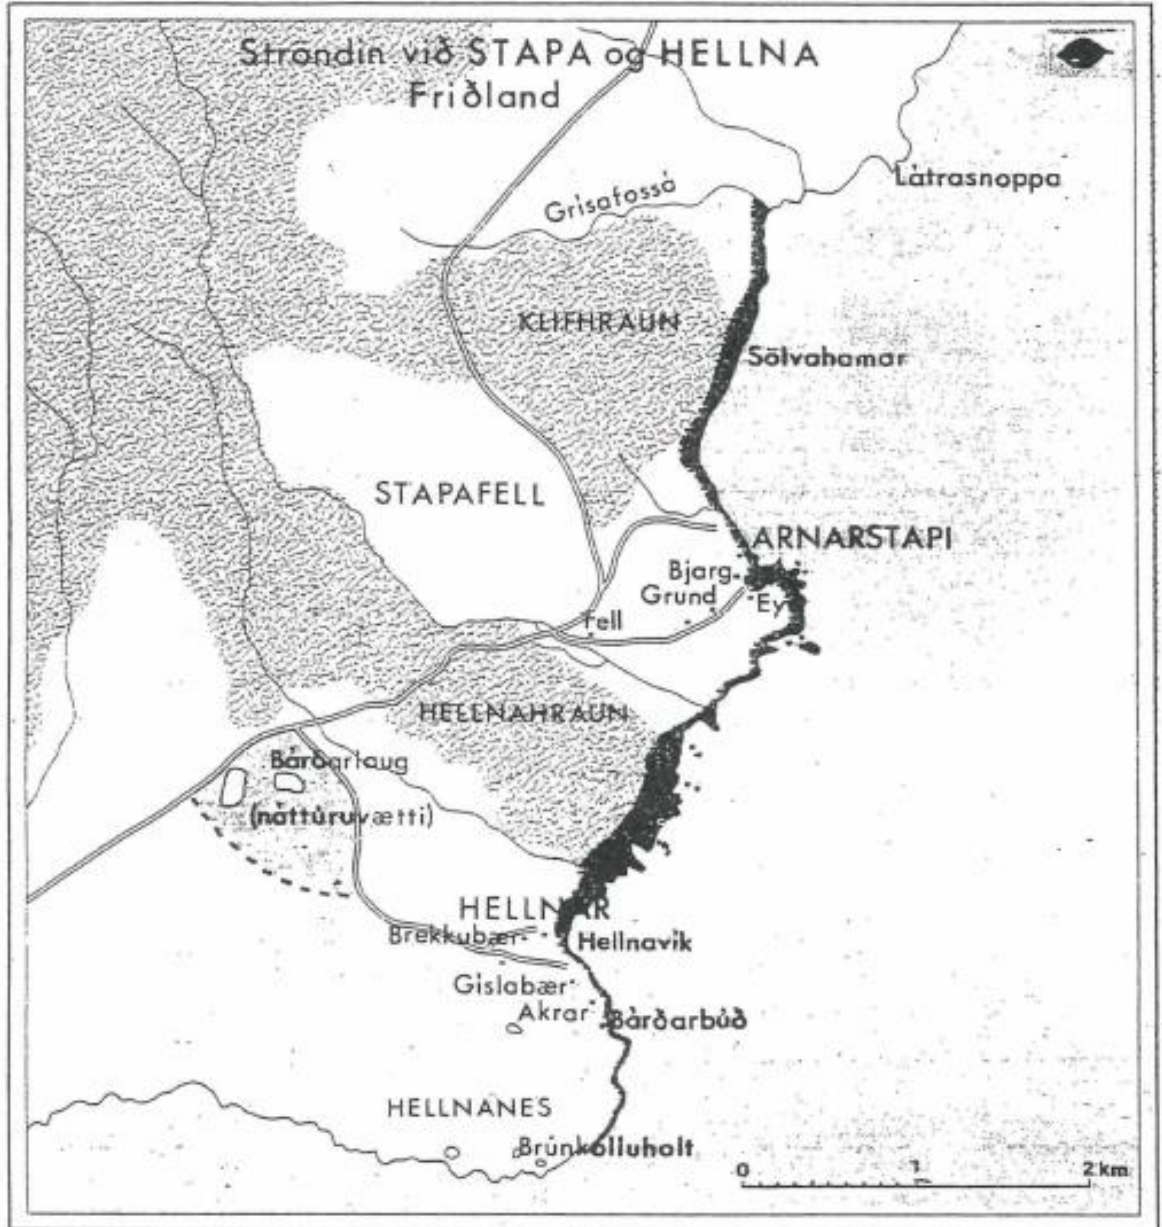 Ströndin við STAPA og HELLNA
Friðland
Látrasnoppa
Grísafossá
KLIFHRAUN
Sölvahamar
STAPAFELL
ARNARSTAPI
Bjarg
Grund
Ey
Fell
HELLNAHRAUN
Bárðarlaug
(náttúruvætti)
HELLNAR
Brekkubær
Hellnavík
Gíslabær
Akrar
Bárðarbúð
HELLNANES
Brúnkolluholt
0 1 2 km